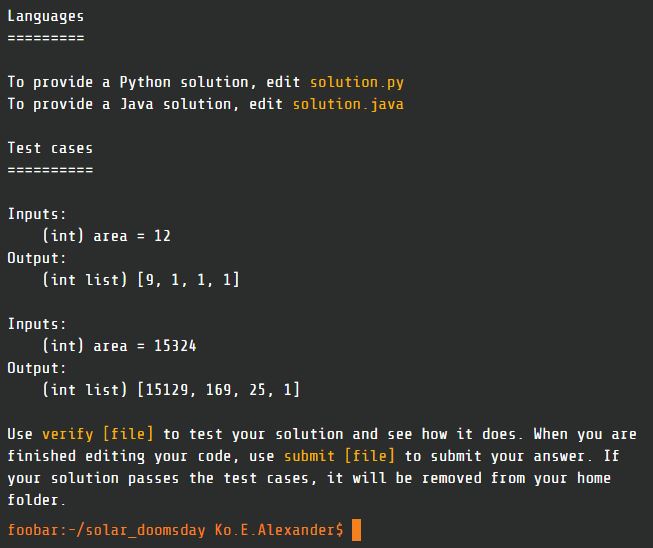 Languages
=========
To provide a Python solution, edit solution.py
To provide a Java solution, edit solution.java
Test cases
==========
Inputs:
    (int) area = 12
Output:
    (int list) [9, 1, 1, 1]
Inputs:
    (int) area = 15324
Output:
    (int list) [15129, 169, 25, 1]
Use verify [file] to test your solution and see how it does. When you are
finished editing your code, use submit [file] to submit your answer. If
your solution passes the test cases, it will be removed from your home
folder.
foobar:~/solar_doomsday Ko.E.Alexander$